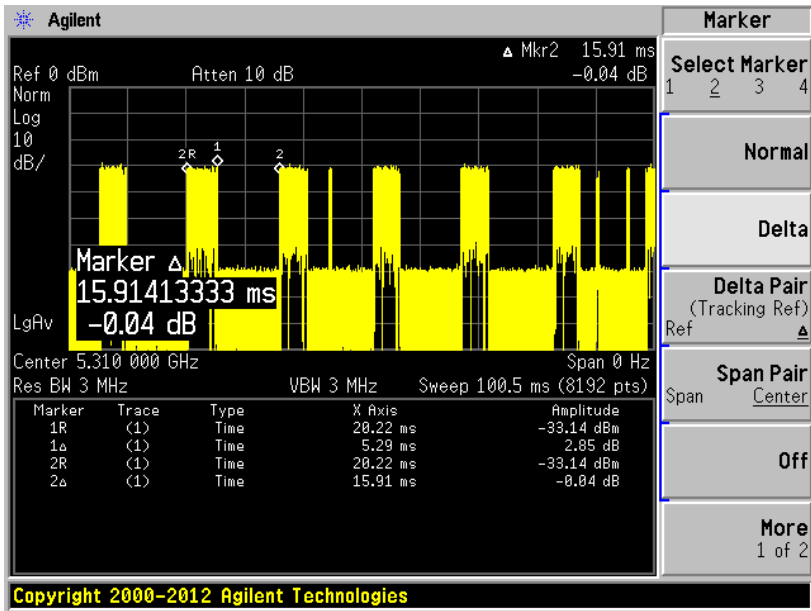 Agilent
Marker
▲ Mkr2 15.91 ms
Ref 0 dBm Atten 10 dB -0.04 dB
Norm
Log
10
dB/
2R 1 2
Marker ▲
15.91413333 ms
-0.04 dB
LgAv
Center 5.310 000 GHz Span 0 Hz
Res BW 3 MHz VBW 3 MHz Sweep 100.5 ms (8192 pts)
Marker Trace Type X Axis Amplitude
1R (1) Time 20.22 ms -33.14 dBm
1▲ (1) Time 5.29 ms 2.85 dB
2R (1) Time 20.22 ms -33.14 dBm
2▲ (1) Time 15.91 ms -0.04 dB
Select Marker
1 2 3 4
Normal
Delta
Delta Pair
(Tracking Ref)
Ref ▲
Span Pair
Span Center
Off
More
1 of 2
Copyright 2000-2012 Agilent Technologies